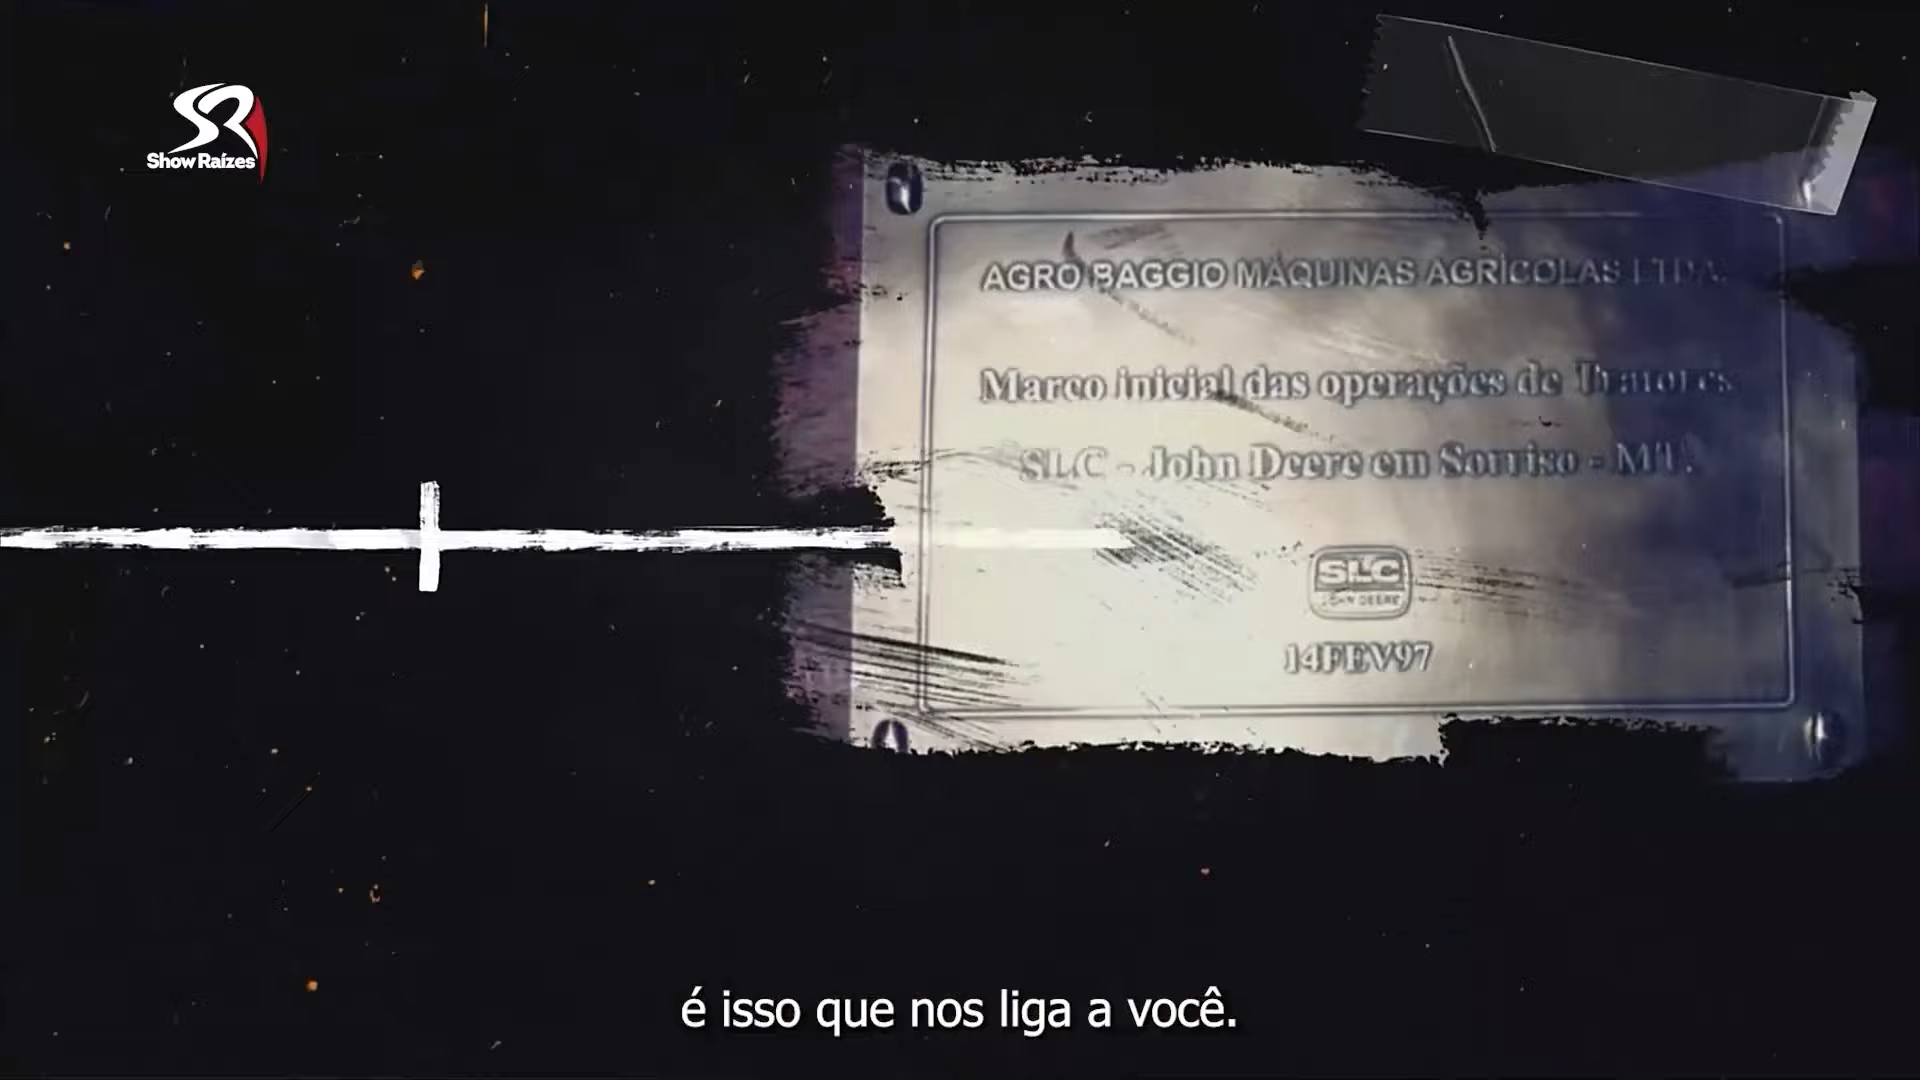 SR
Show Raízes
AGRO BAGGIO MÁQUINAS AGRÍCOLAS LTDA.
Marco inicial das operações de Tratores
SLC - John Deere em Sorriso - MT.
SLC
JOHN DEERE
14FEV97
é isso que nos liga a você.